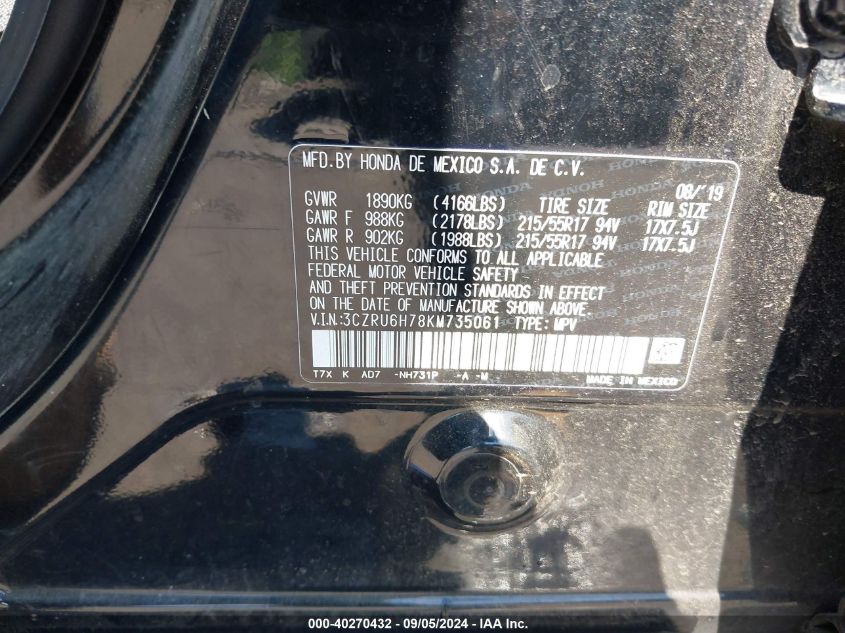 MFD.BY HONDA DE MEXICO S.A. DE C.V.
08/'19
GVWR 1890KG (4166LBS) TIRE SIZE RIM SIZE
GAWR F 988KG (2178LBS) 215/55R17 94V 17X7.5J
GAWR R 902KG (1988LBS) 215/55R17 94V 17X7.5J
THIS VEHICLE CONFORMS TO ALL APPLICABLE
FEDERAL MOTOR VEHICLE SAFETY
AND THEFT PREVENTION STANDARDS IN EFFECT
ON THE DATE OF MANUFACTURE SHOWN ABOVE.
V.I.N:3CZRU6H78KM735061 TYPE: MPV
T7X K AD7 -NH731P -A -M MADE IN MEXICO
000-40270432 - 09/05/2024 - IAA Inc.